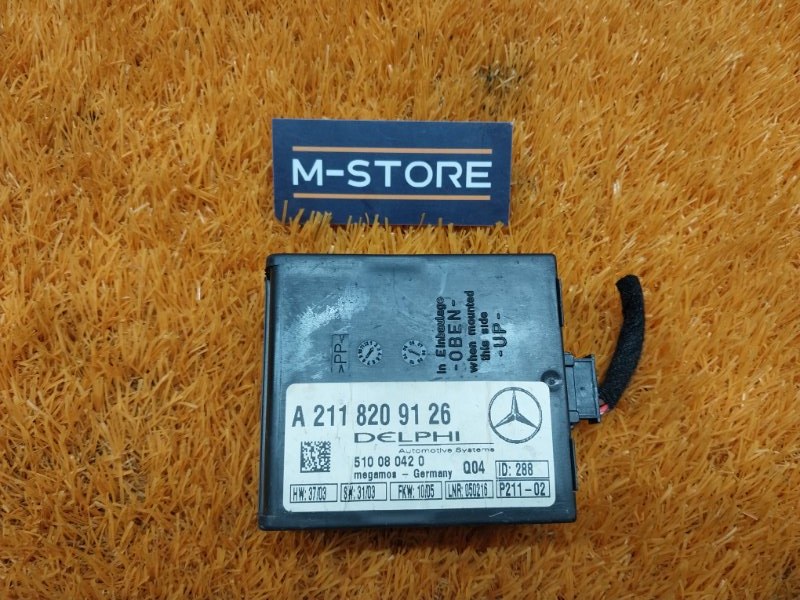 M-STORE
>PP<
in Einbaulage
-OBEN-
when mounted
this side
-UP-
A 211 820 91 26
DELPHI
Automotive Systems
510 08 042 0
Q04
ID: 288
megamos - Germany
HW: 37/03
SW: 31/03
FKW: 10/05
LNR: 050216
P211-02